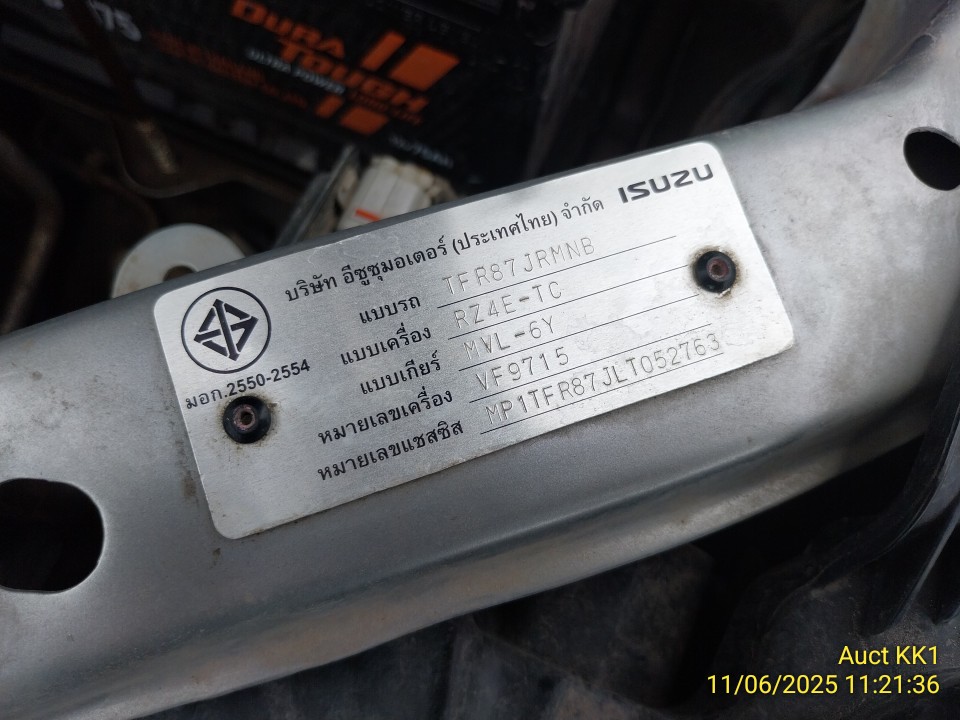 DURA
TOUGH
ULTRA POWER
บริษัท อีซูซุมอเตอร์ (ประเทศไทย) จำกัด ISUZU
แบบรถ TFR87JRMNB
แบบเครื่อง RZ4E-TC
แบบเกียร์ MVL-6Y
หมายเลขเครื่อง VF9715
หมายเลขแชสซิส MP1TFR87JLT052763
มอก.2550-2554
Auct KK1
11/06/2025 11:21:36